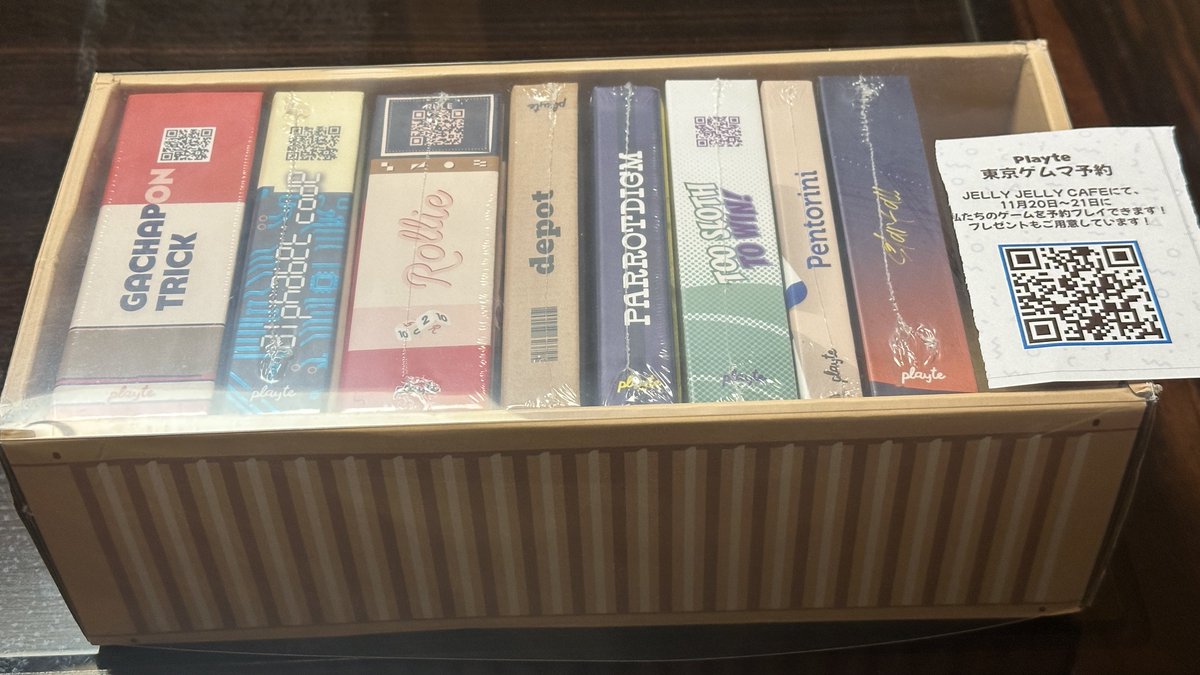 GACHAPON
TRICK
playte
playte
RULE
Rollie
playte
depot
PARROTDIGM
playte
TOO SLOTH
TO WIN!
playte
Pentorini
playte
playte
Playte
東京ゲムマ予約
JELLY JELLY CAFEにて、
11月20日~21日に
私たちのゲームを予約プレイできます!
プレゼントもご用意しています!